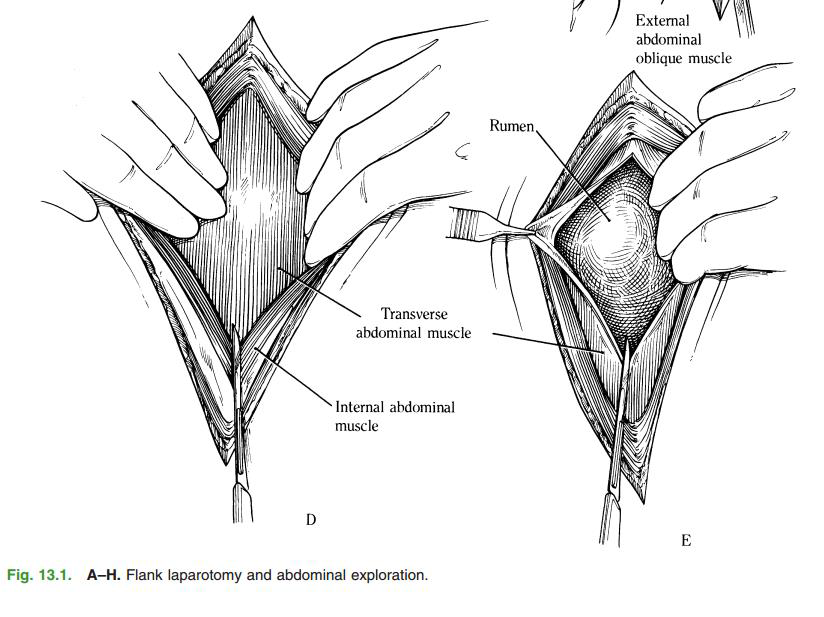 External
abdominal
oblique muscle
Rumen
Transverse
abdominal muscle
Internal abdominal
muscle
D
E
Fig. 13.1. A–H. Flank laparotomy and abdominal exploration.